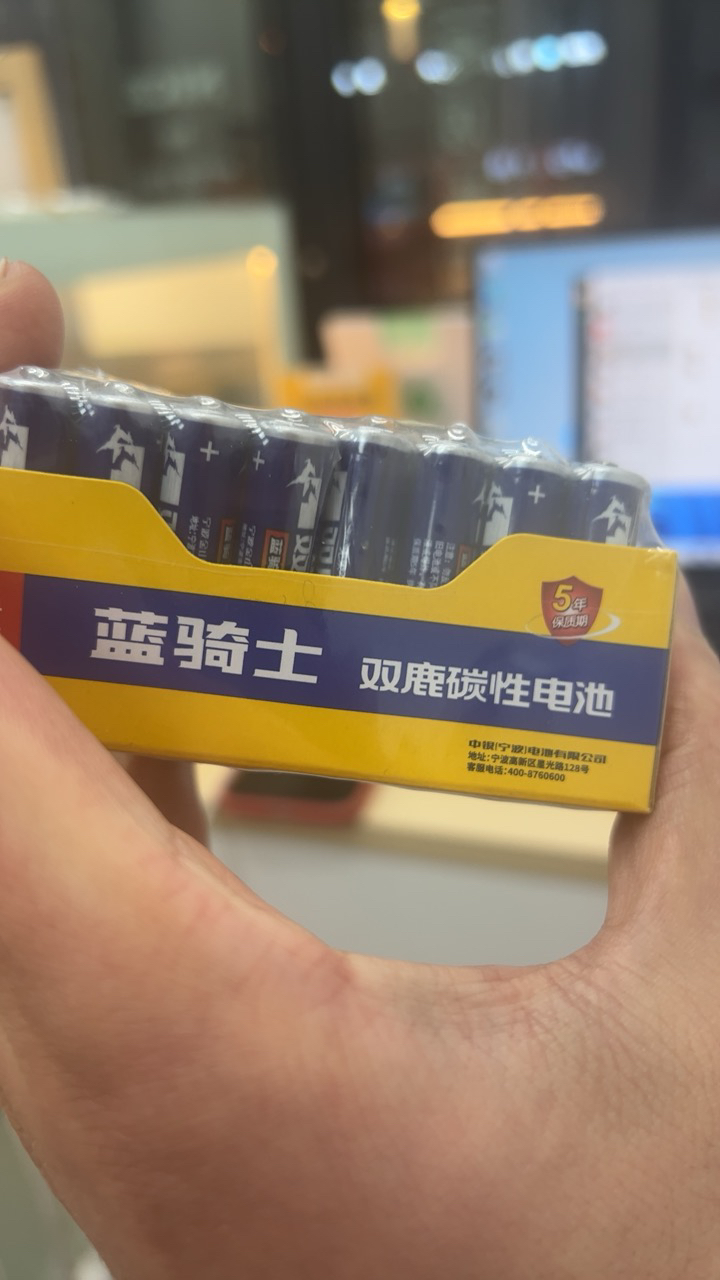 5年
保质期
蓝骑士 双鹿碳性电池
中银(宁波)电池有限公司
地址:宁波高新区星光路128号
客服电话:400-8760600